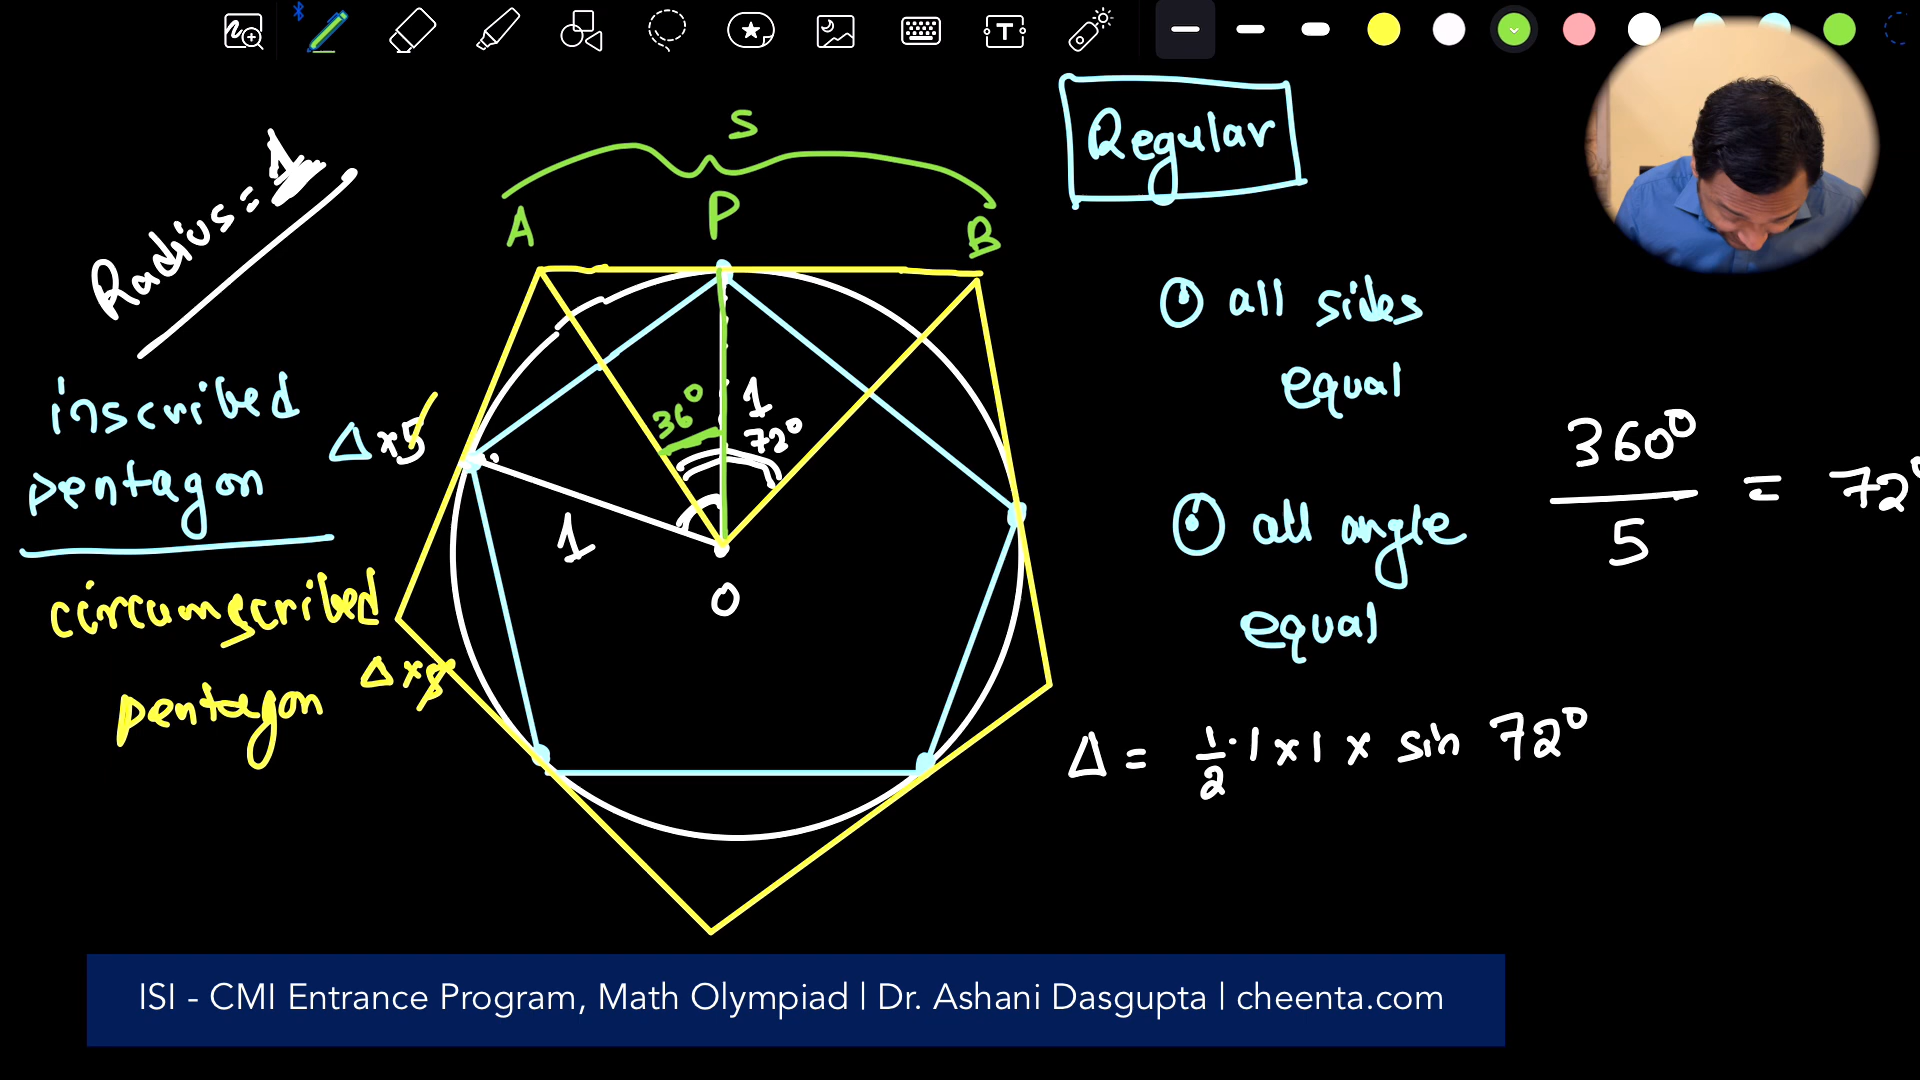 S
A P B
Radius = 1
Regular
inscribed
pentagon
Δ x5
circumscribed
pentagon
Δ x5
36°
1
72°
1
O
① all sides
equal
① all angle
equal
360°
5
= 72°
Δ = 1/2 · 1 x 1 x sin 72°
ISI - CMI Entrance Program, Math Olympiad | Dr. Ashani Dasgupta | cheenta.com